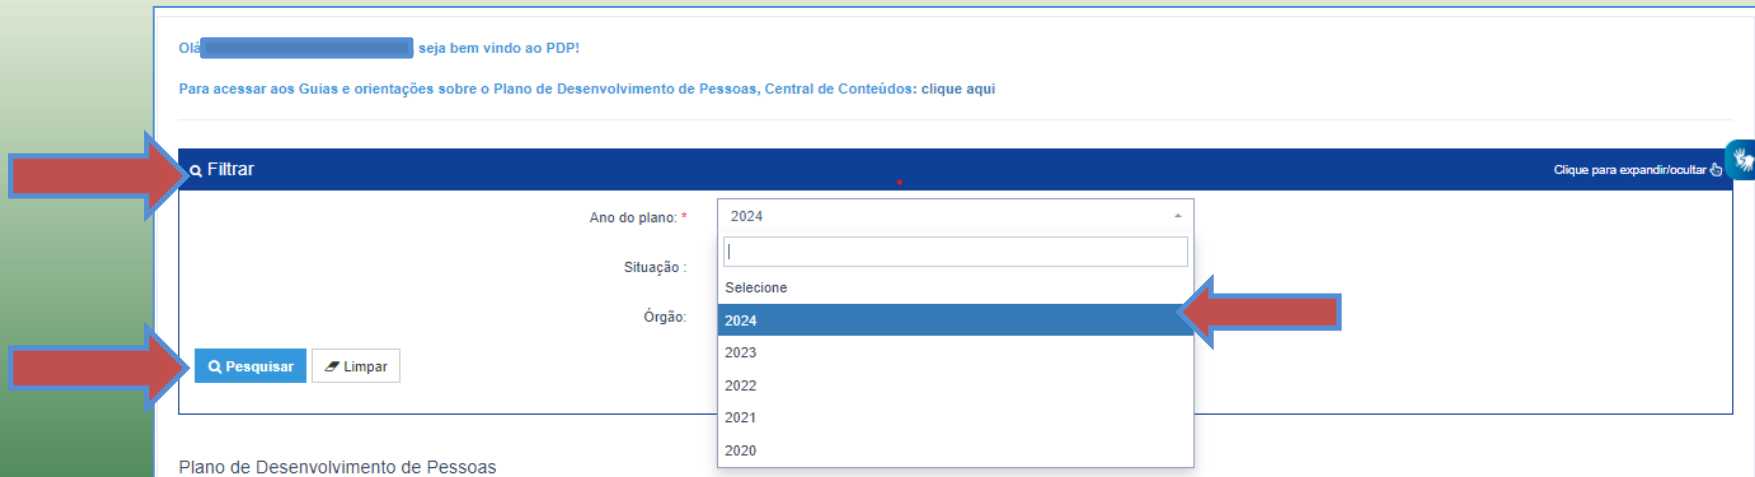 Olá seja bem vindo ao PDP!
Para acessar aos Guias e orientações sobre o Plano de Desenvolvimento de Pessoas, Central de Conteúdos: clique aqui
Filtrar
Clique para expandir/ocultar
Ano do plano: * 2024
Situação :
Selecione
Órgão:
2024
2023
Pesquisar Limpar
2022
2021
2020
Plano de Desenvolvimento de Pessoas